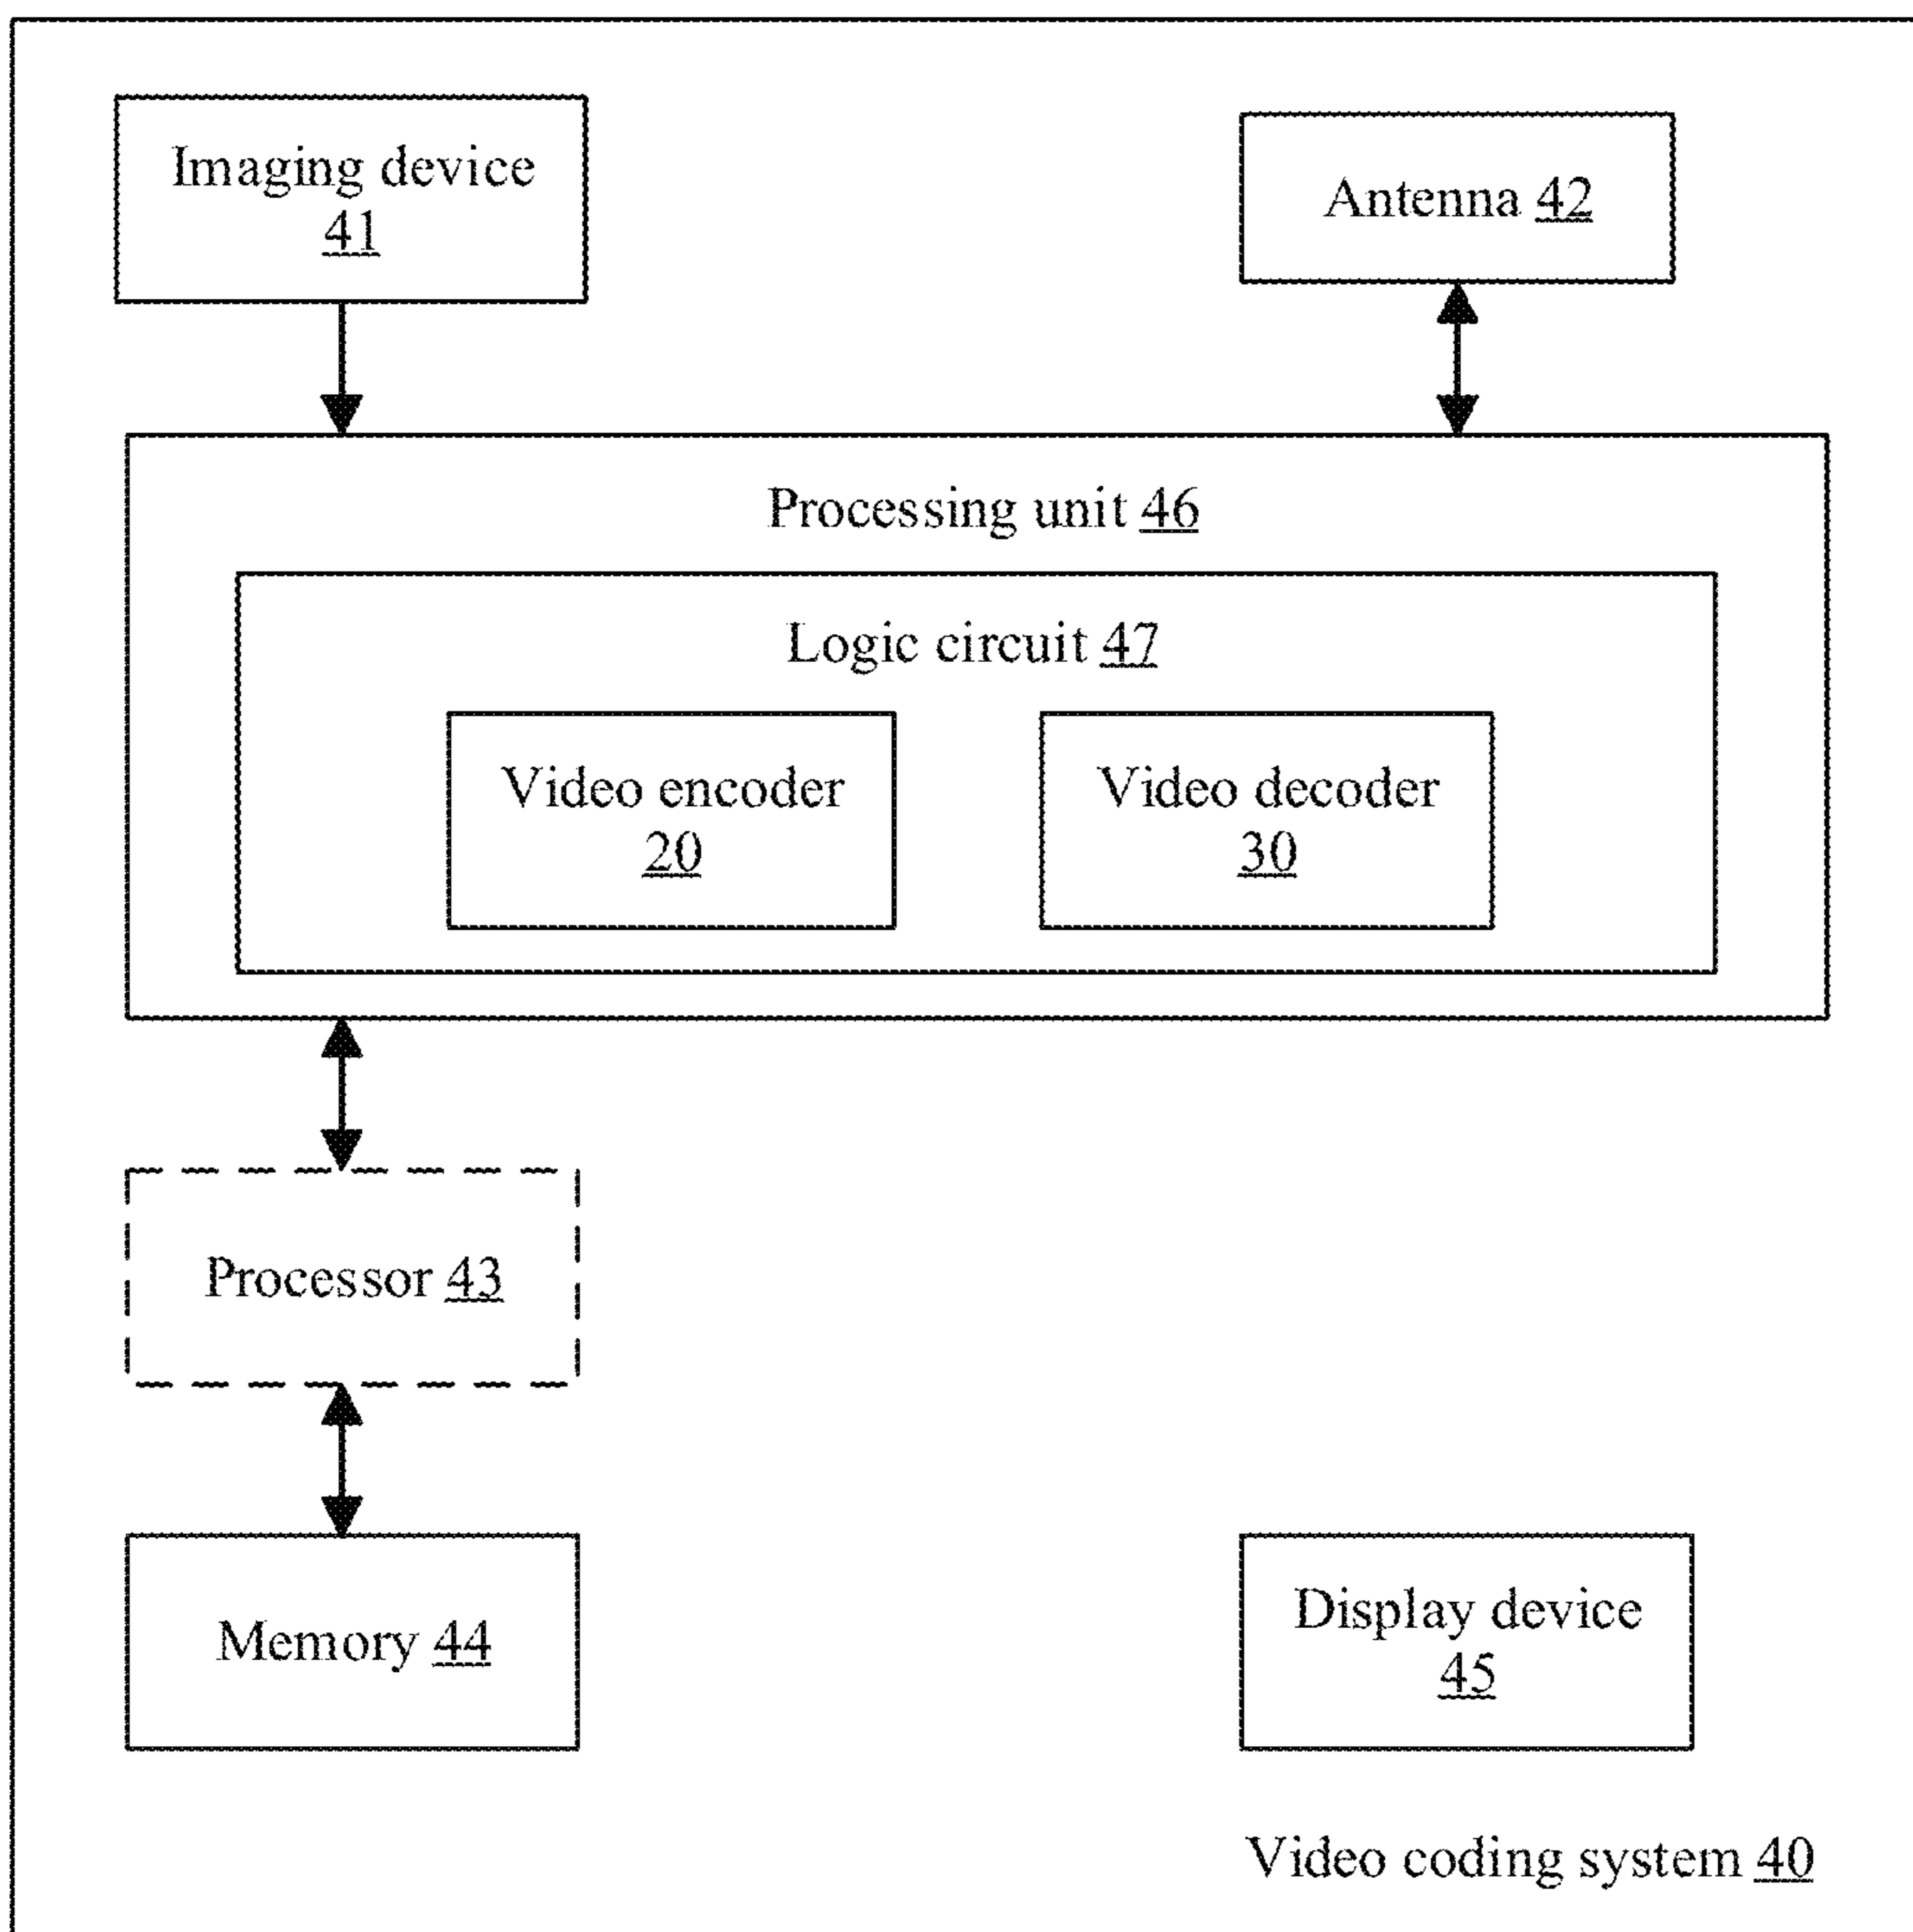 Imaging device
41
Antenna 42
Processing unit 46
Logic circuit 47
Video encoder
20
Video decoder
30
Processor 43
Memory 44
Display device
45
Video coding system 40